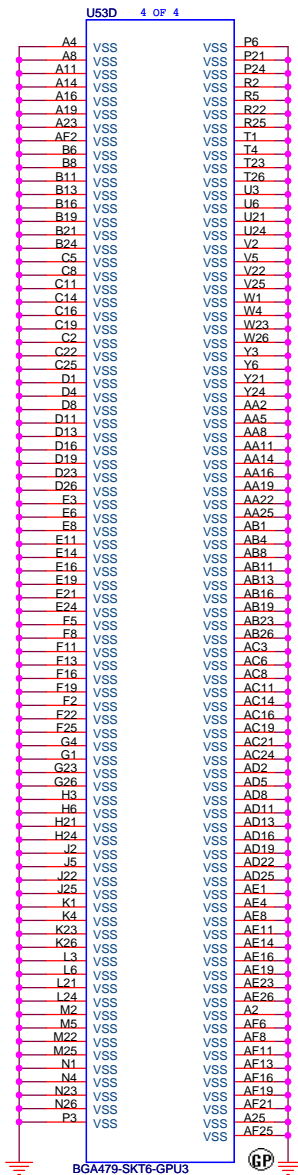 U53D 4 OF 4
A4 VSS VSS P6
A8 VSS VSS P21
A11 VSS VSS P24
A14 VSS VSS R2
A16 VSS VSS R5
A19 VSS VSS R22
A23 VSS VSS R25
AF2 VSS VSS T1
B6 VSS VSS T4
B8 VSS VSS T23
B11 VSS VSS T26
B13 VSS VSS U3
B16 VSS VSS U6
B19 VSS VSS U21
B21 VSS VSS U24
B24 VSS VSS V2
C5 VSS VSS V5
C8 VSS VSS V22
C11 VSS VSS V25
C14 VSS VSS W1
C16 VSS VSS W4
C19 VSS VSS W23
C2 VSS VSS W26
C22 VSS VSS Y3
C25 VSS VSS Y6
D1 VSS VSS Y21
D4 VSS VSS Y24
D8 VSS VSS AA2
D11 VSS VSS AA5
D13 VSS VSS AA8
D16 VSS VSS AA11
D19 VSS VSS AA14
D23 VSS VSS AA16
D26 VSS VSS AA19
E3 VSS VSS AA22
E6 VSS VSS AA25
E8 VSS VSS AB1
E11 VSS VSS AB4
E14 VSS VSS AB8
E16 VSS VSS AB11
E19 VSS VSS AB13
E21 VSS VSS AB16
E24 VSS VSS AB19
F5 VSS VSS AB23
F8 VSS VSS AB26
F11 VSS VSS AC3
F13 VSS VSS AC6
F16 VSS VSS AC8
F19 VSS VSS AC11
F2 VSS VSS AC14
F22 VSS VSS AC16
F25 VSS VSS AC19
G4 VSS VSS AC21
G1 VSS VSS AC24
G23 VSS VSS AD2
G26 VSS VSS AD5
H3 VSS VSS AD8
H6 VSS VSS AD11
H21 VSS VSS AD13
H24 VSS VSS AD16
J2 VSS VSS AD19
J5 VSS VSS AD22
J22 VSS VSS AD25
J25 VSS VSS AE1
K1 VSS VSS AE4
K4 VSS VSS AE8
K23 VSS VSS AE11
K26 VSS VSS AE14
L3 VSS VSS AE16
L6 VSS VSS AE19
L21 VSS VSS AE23
L24 VSS VSS AE26
M2 VSS VSS A2
M5 VSS VSS AF6
M22 VSS VSS AF8
M25 VSS VSS AF11
N1 VSS VSS AF13
N4 VSS VSS AF16
N23 VSS VSS AF19
N26 VSS VSS AF21
P3 VSS VSS A25
VSS AF25
GP
BGA479-SKT6-GPU3